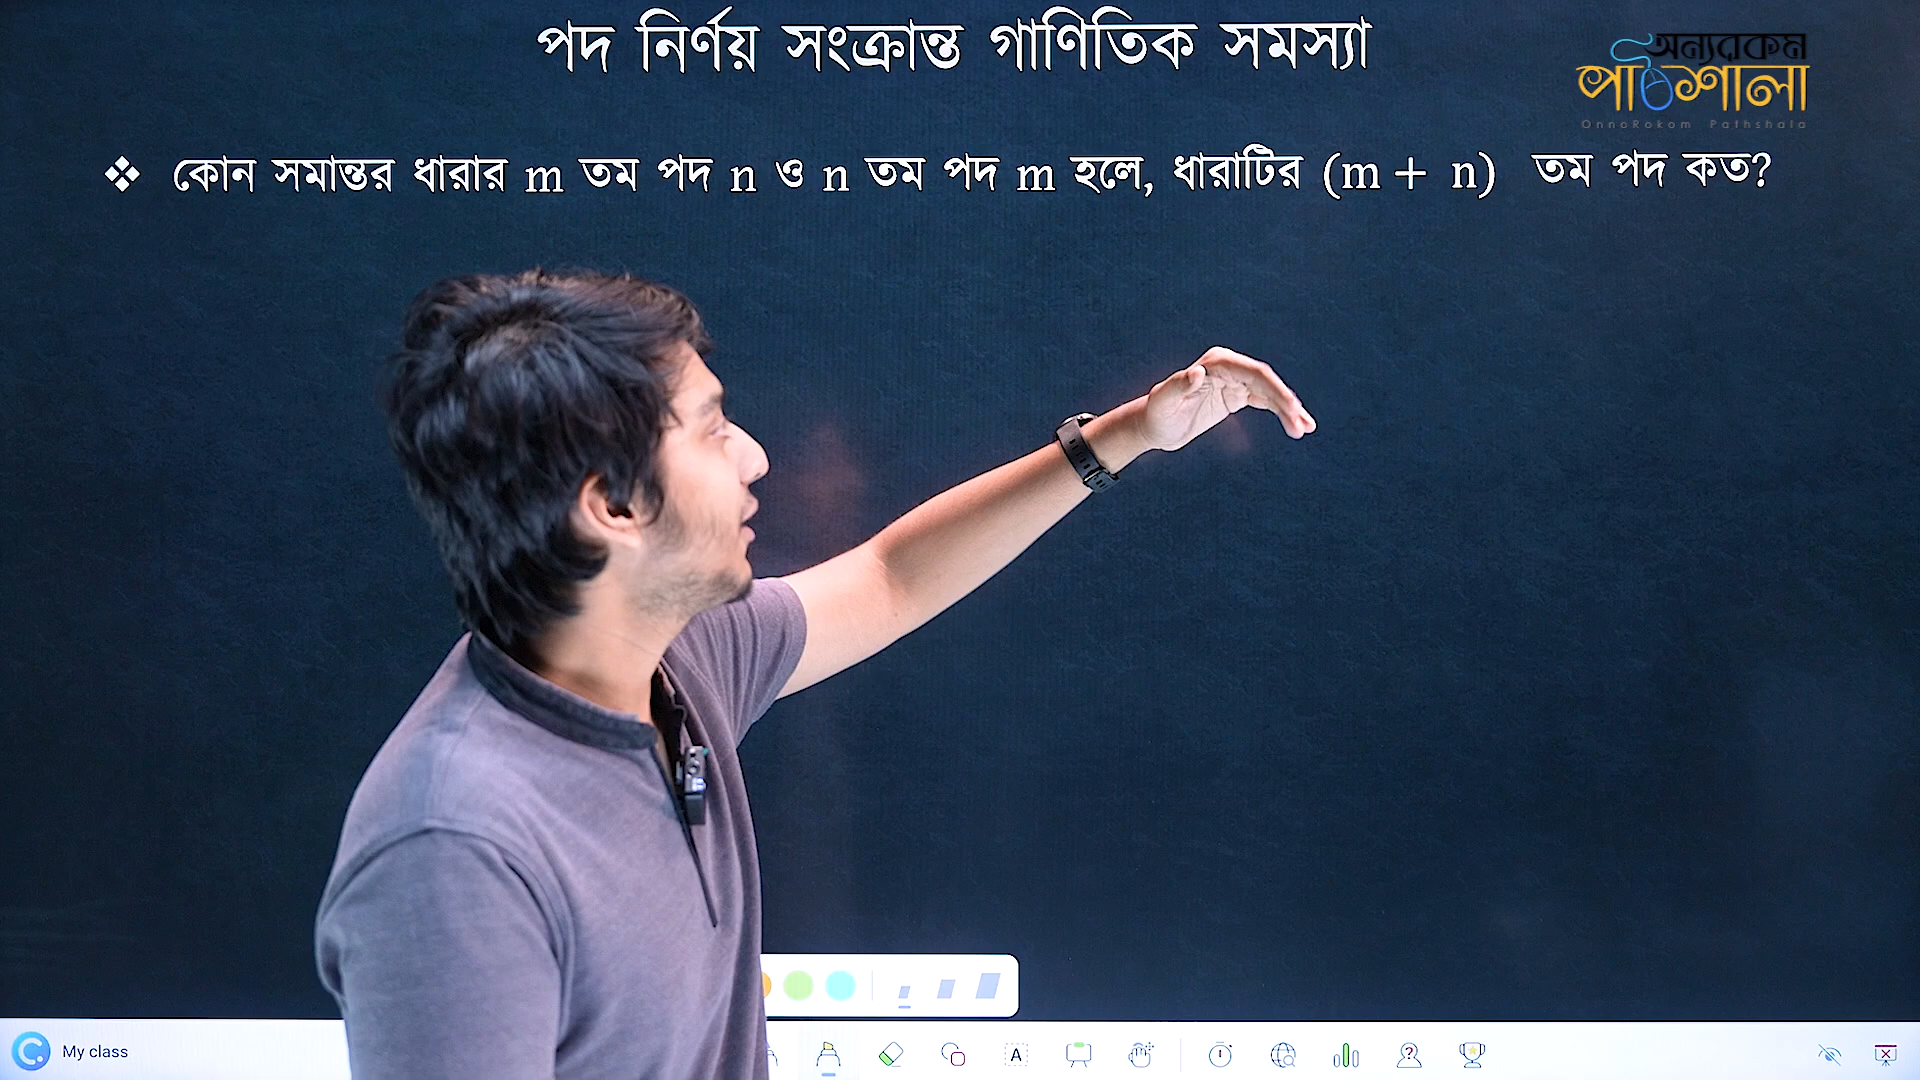 পদ নির্ণয় সংক্রান্ত গাণিতিক সমস্যা
অন্যরকম
পাঠশালা
OnnoRokom Pathshala
❖ কোন সমান্তর ধারার m তম পদ n ও n তম পদ m হলে, ধারাটির (m + n) তম পদ কত?
My class
A